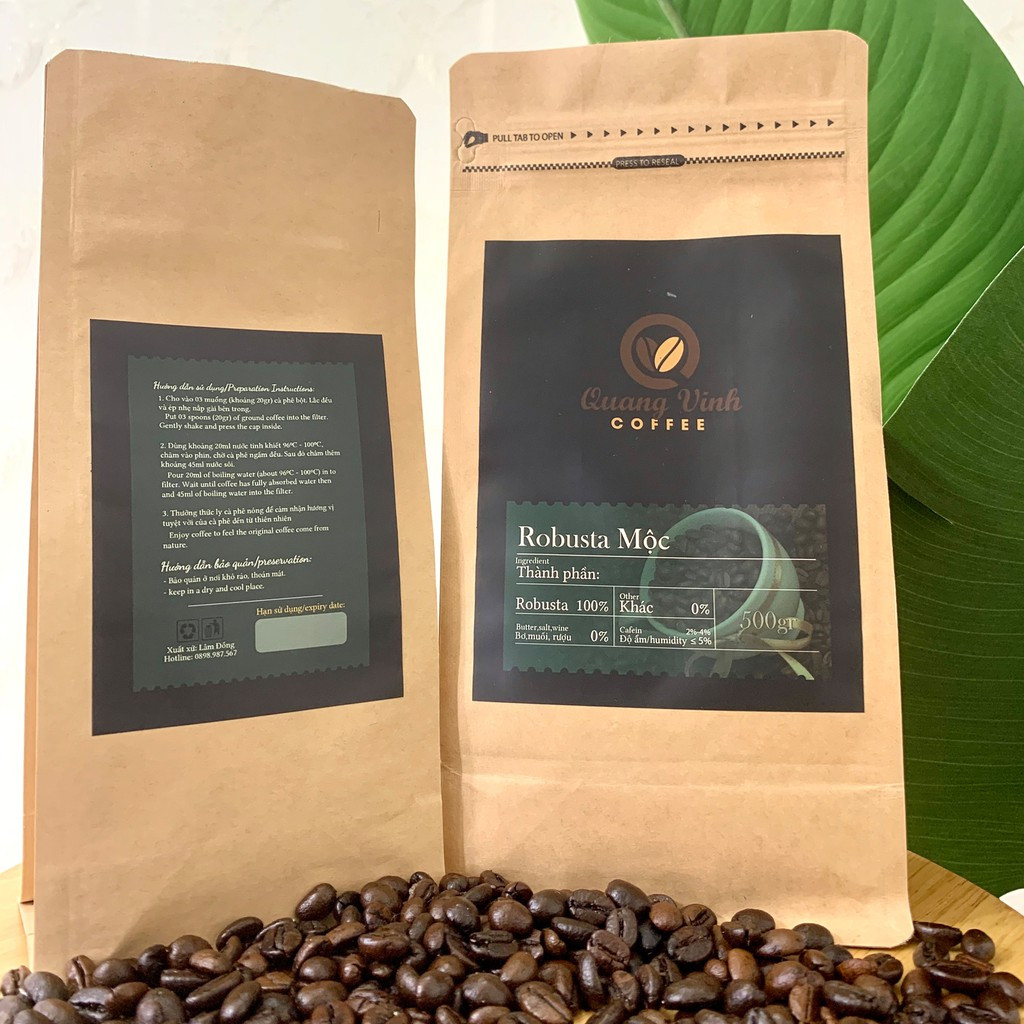 Hướng dẫn sử dụng/Preparation Instructions:
1. Cho vào 03 muỗng (khoảng 20gr) cà phê bột. Lắc đều
và ép nhẹ nắp gài bên trong.
Put 03 spoons (20gr) of ground coffee into the filter.
Gently shake and press the cap inside.
2. Dùng khoảng 20ml nước tinh khiết 96ºC - 100ºC,
châm vào phin, chờ cà phê ngấm đều. Sau đó châm thêm
khoảng 45ml nước sôi.
Pour 20ml of boiling water (about 96ºC - 100ºC) in to
filter. Wait until coffee has fully absorbed water then
and 45ml of boiling water into the filter.
3. Thưởng thức ly cà phê nóng để cảm nhận hương vị
tuyệt vời của cà phê đến từ thiên nhiên
Enjoy coffee to feel the original coffee come from
nature.
Hướng dẫn bảo quản/preservation:
- Bảo quản ở nơi khô ráo, thoán mát.
- keep in a dry and cool place.
Hạn sử dụng/expiry date:
Xuất xứ: Lâm Đồng
Hotline: 0898.987.567
PULL TAB TO OPEN
PRESS TO RESEAL
Quang Vinh
COFFEE
Robusta Mộc
Ingredient
Thành phần:
Robusta 100%
Other
Khác 0%
Butter,salt,wine
Bơ,muối, rượu 0%
Cafein 2%-4%
Độ ẩm/humidity ≤ 5%
500gr